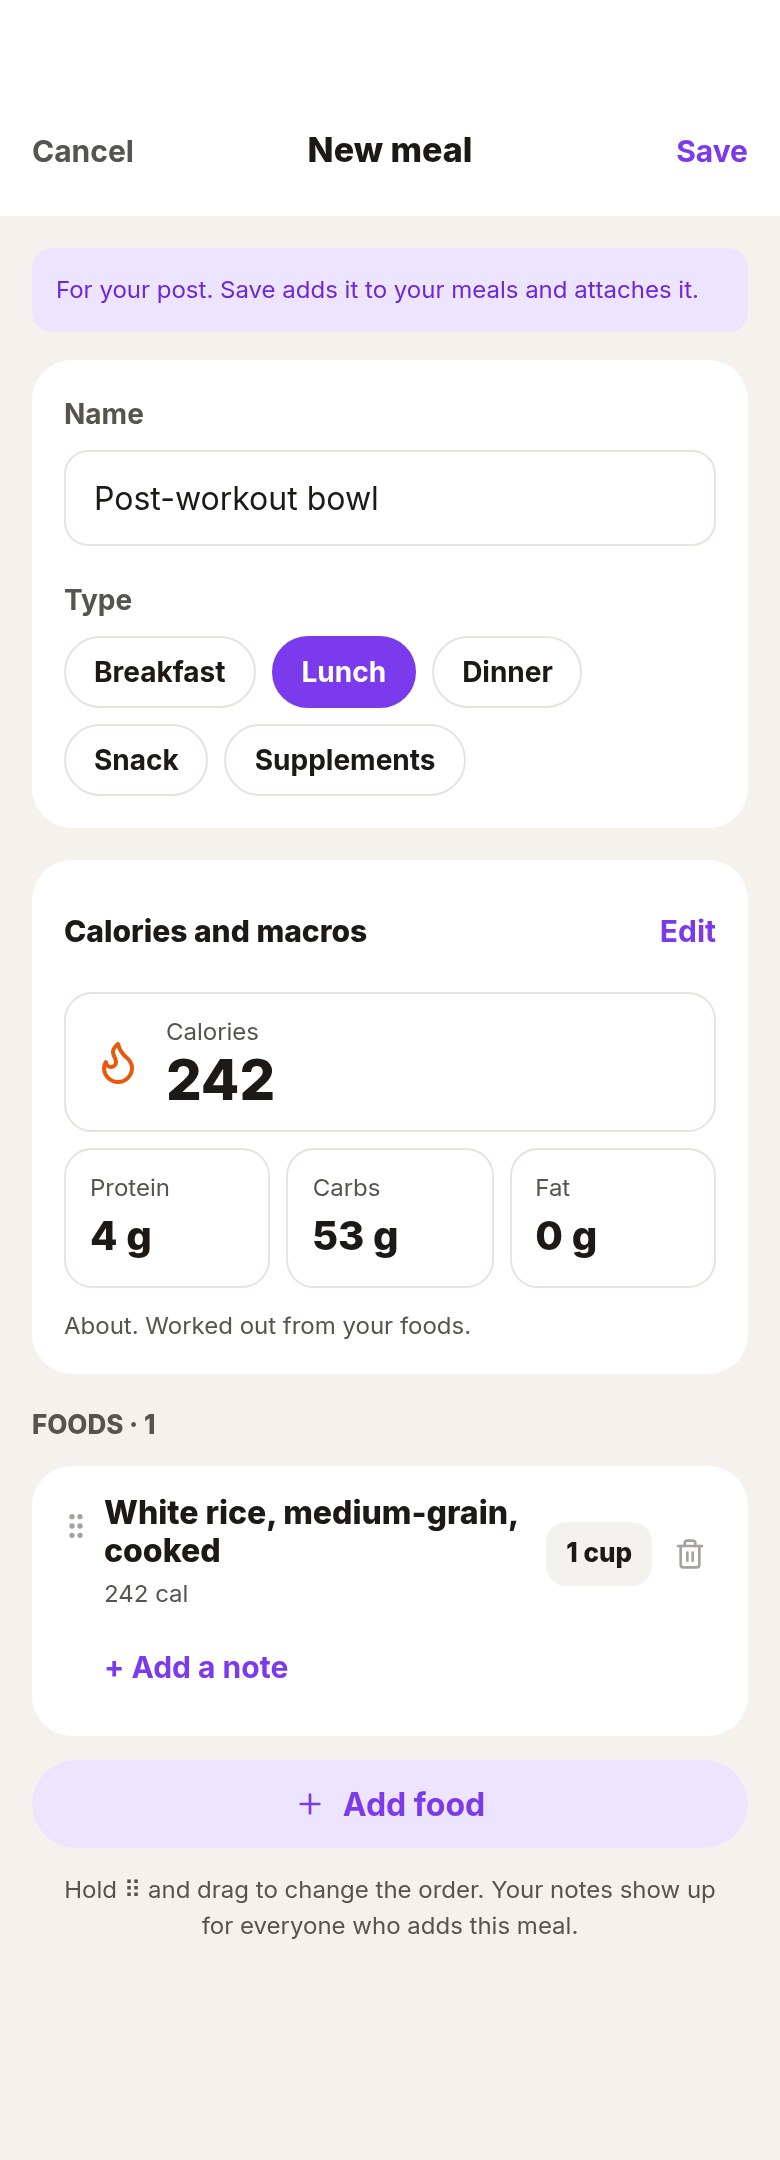 Cancel
New meal
Save
For your post. Save adds it to your meals and attaches it.
Name
Post-workout bowl
Type
Breakfast
Lunch
Dinner
Snack
Supplements
Calories and macros
Edit
Calories
242
Protein
4 g
Carbs
53 g
Fat
0 g
About. Worked out from your foods.
FOODS · 1
White rice, medium-grain,
cooked
242 cal
1 cup
+ Add a note
+ Add food
Hold ⠿ and drag to change the order. Your notes show up
for everyone who adds this meal.